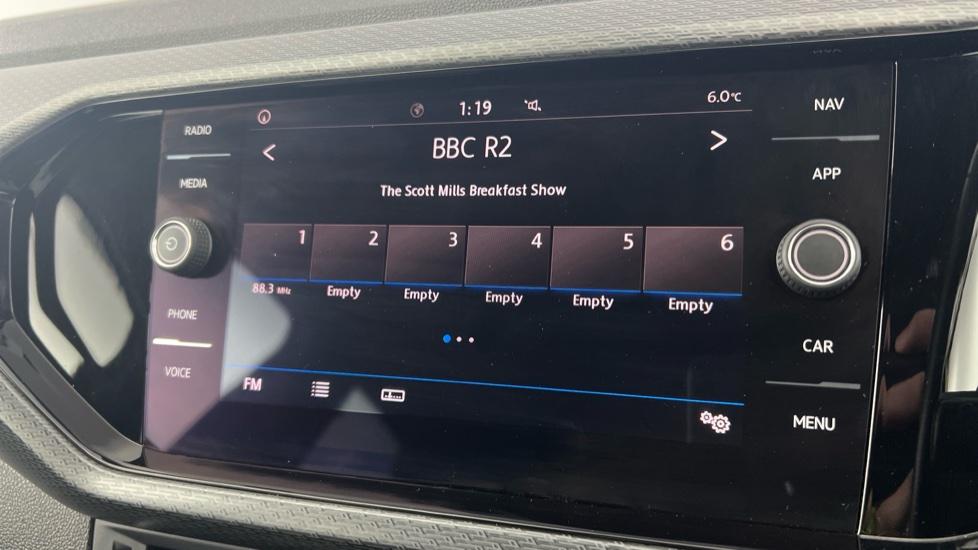 1:19
6.0°C
NAV
RADIO
BBC R2
APP
MEDIA
The Scott Mills Breakfast Show
1 2 3 4 5 6
88.3 MHz Empty Empty Empty Empty Empty
PHONE
CAR
VOICE
FM
MENU